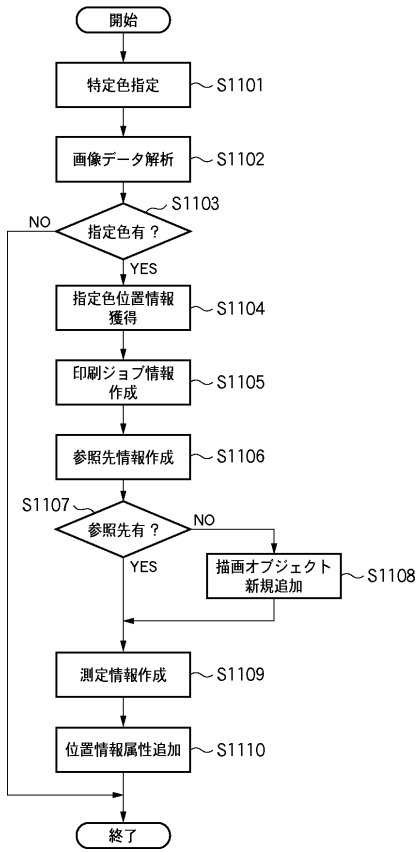 開始
特定色指定
S1101
画像データ解析
S1102
S1103
NO
指定色有？
YES
指定色位置情報
獲得
S1104
印刷ジョブ情報
作成
S1105
参照先情報作成
S1106
S1107
参照先有？
NO
YES
描画オブジェクト
新規追加
S1108
測定情報作成
S1109
位置情報属性追加
S1110
終了